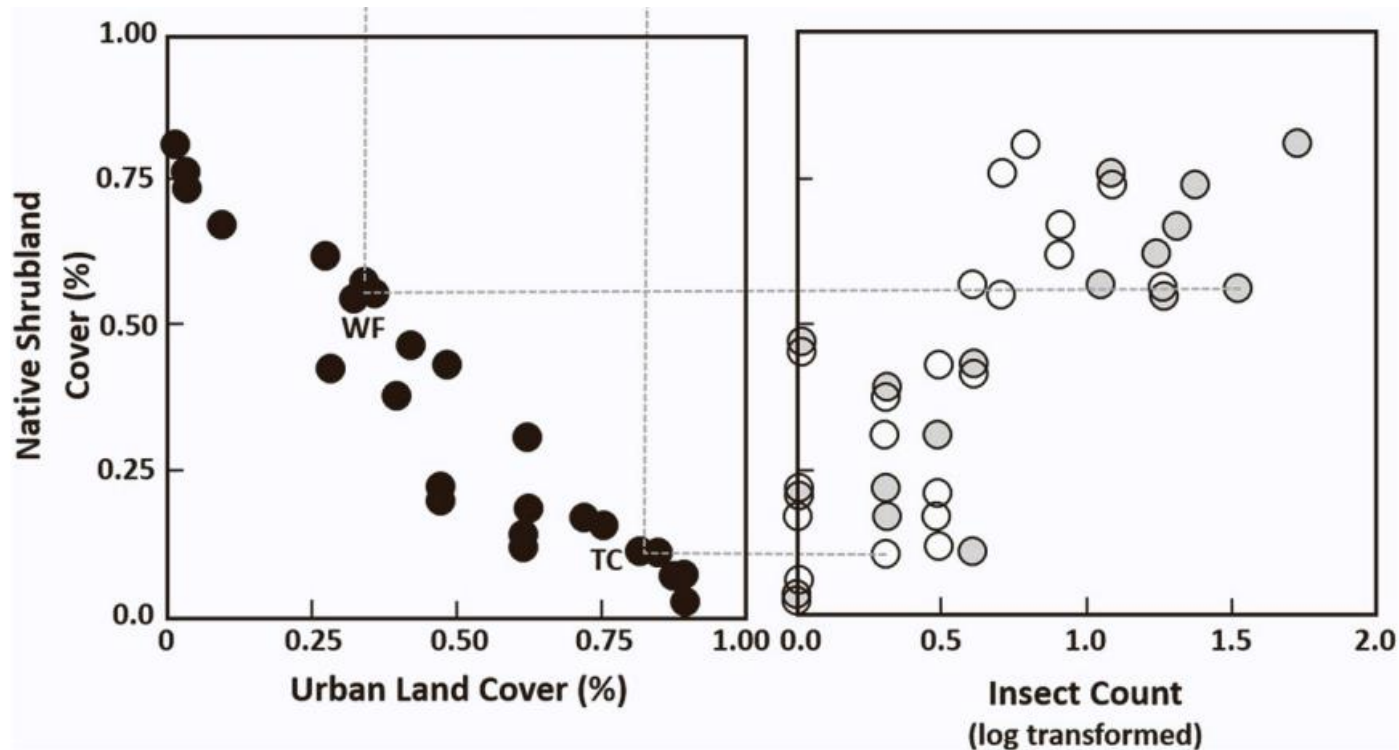 1.00
0.75
0.50
0.25
0.0
Native Shrubland
Cover (%)
WF
TC
0 0.25 0.50 0.75 1.00
Urban Land Cover (%)
0.0 0.5 1.0 1.5 2.0
Insect Count
(log transformed)